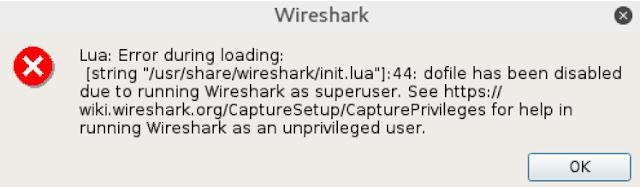 Wireshark
Lua: Error during loading:
[string "/usr/share/wireshark/init.lua"]:44: dofile has been disabled
due to running Wireshark as superuser. See https://
wiki.wireshark.org/CaptureSetup/CapturePrivileges for help in
running Wireshark as an unprivileged user.
OK